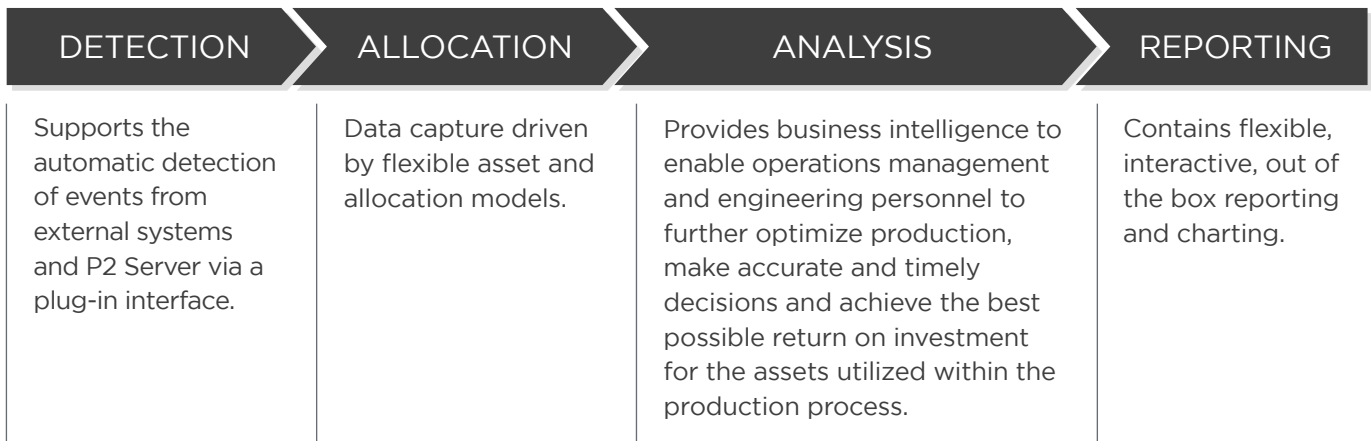 DETECTION
ALLOCATION
ANALYSIS
REPORTING
Supports the
automatic detection
of events from
external systems
and P2 Server via a
plug-in interface.
Data capture driven
by flexible asset and
allocation models.
Provides business intelligence to
enable operations management
and engineering personnel to
further optimize production,
make accurate and timely
decisions and achieve the best
possible return on investment
for the assets utilized within the
production process.
Contains flexible,
interactive, out of
the box reporting
and charting.